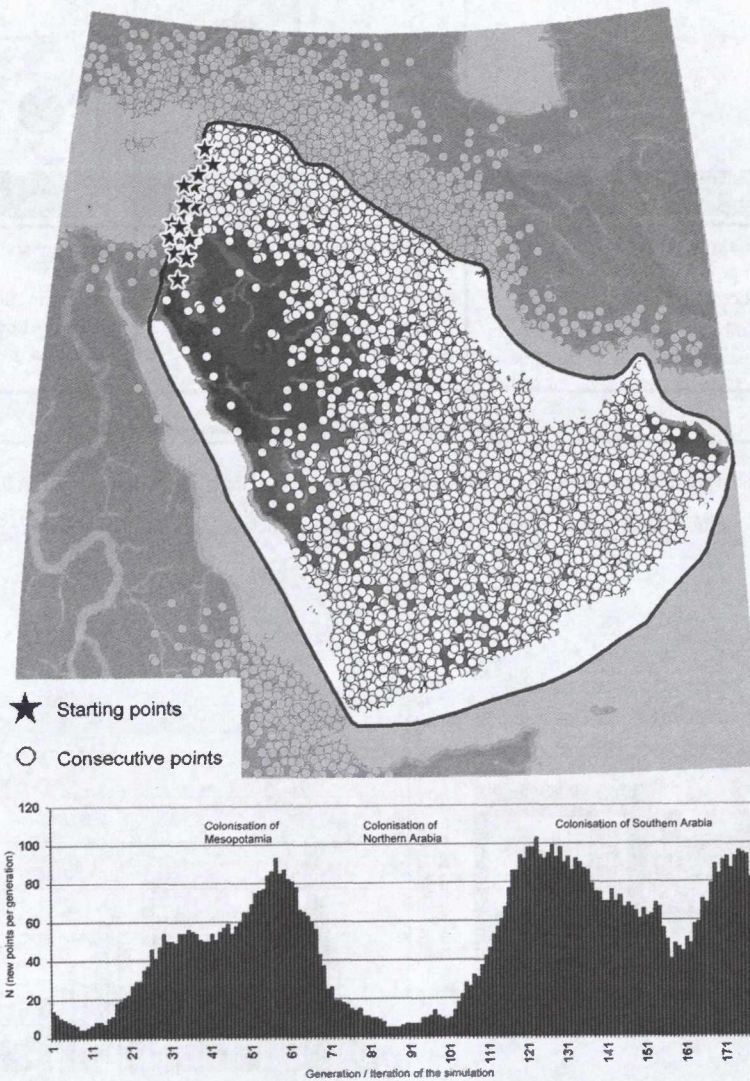 Starting points
Consecutive points
120
100
80
60
40
20
0
N (new points per generation)
Colonisation of
Mesopotamia
Colonisation of
Northern Arabia
Colonisation of Southern Arabia
1
11
21
31
41
51
61
71
81
91
101
111
121
131
141
151
161
171
Generation / Iteration of the simulation